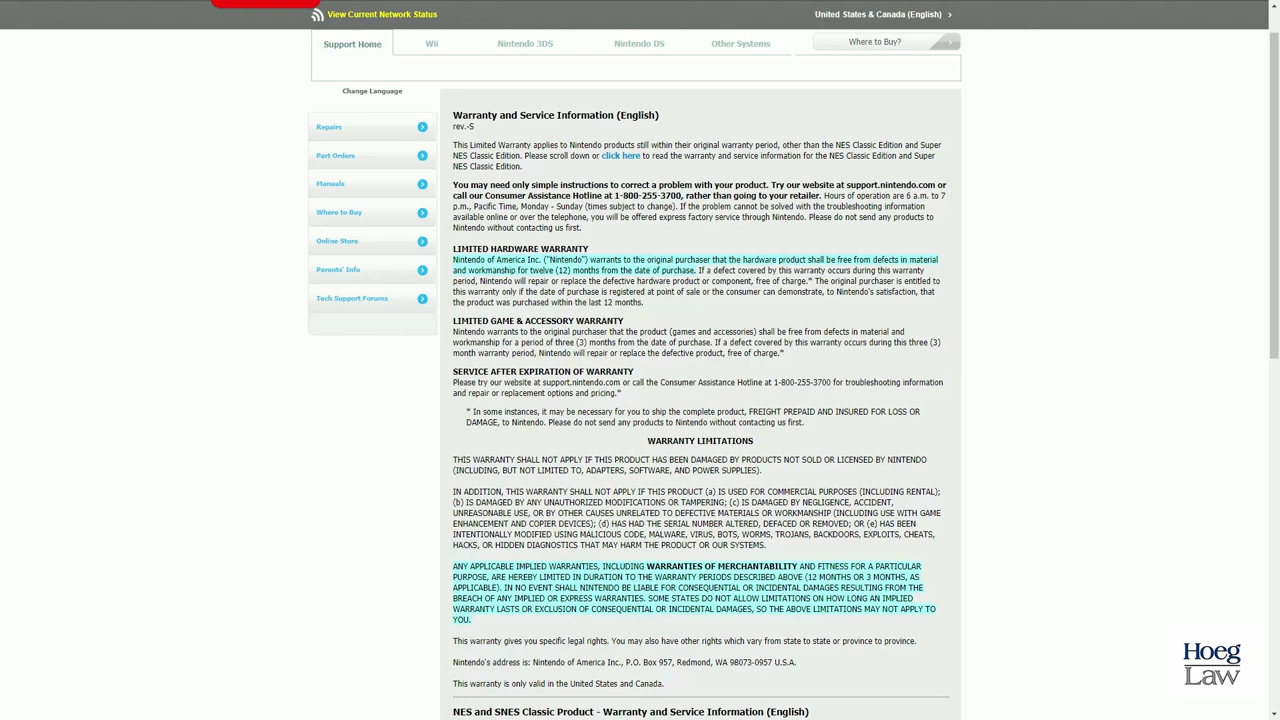 View Current Network Status
United States & Canada (English)
Support Home
Wii
Nintendo 3DS
Nintendo DS
Other Systems
Where to Buy?
Change Language
Repairs
Part Orders
Manuals
Where to Buy
Online Store
Parents' Info
Tech Support Forums
Warranty and Service Information (English)
rev.-S
This Limited Warranty applies to Nintendo products still within their original warranty period, other than the NES Classic Edition and Super
NES Classic Edition. Please scroll down or click here to read the warranty and service information for the NES Classic Edition and Super
NES Classic Edition.
You may need only simple instructions to correct a problem with your product. Try our website at support.nintendo.com or
call our Consumer Assistance Hotline at 1-800-255-3700, rather than going to your retailer. Hours of operation are 6 a.m. to 7
p.m., Pacific Time, Monday - Sunday (times subject to change). If the problem cannot be solved with the troubleshooting information
available online or over the telephone, you will be offered express factory service through Nintendo. Please do not send any products to
Nintendo without contacting us first.
LIMITED HARDWARE WARRANTY
Nintendo of America Inc. ("Nintendo") warrants to the original purchaser that the hardware product shall be free from defects in material
and workmanship for twelve (12) months from the date of purchase. If a defect covered by this warranty occurs during this warranty
period, Nintendo will repair or replace the defective hardware product or component, free of charge.* The original purchaser is entitled to
this warranty only if the date of purchase is registered at point of sale or the consumer can demonstrate, to Nintendo's satisfaction, that
the product was purchased within the last 12 months.
LIMITED GAME & ACCESSORY WARRANTY
Nintendo warrants to the original purchaser that the product (games and accessories) shall be free from defects in material and
workmanship for a period of three (3) months from the date of purchase. If a defect covered by this warranty occurs during this three (3)
month warranty period, Nintendo will repair or replace the defective product, free of charge.*
SERVICE AFTER EXPIRATION OF WARRANTY
Please try our website at support.nintendo.com or call the Consumer Assistance Hotline at 1-800-255-3700 for troubleshooting information
and repair or replacement options and pricing.*
* In some instances, it may be necessary for you to ship the complete product, FREIGHT PREPAID AND INSURED FOR LOSS OR
DAMAGE, to Nintendo. Please do not send any products to Nintendo without contacting us first.
WARRANTY LIMITATIONS
THIS WARRANTY SHALL NOT APPLY IF THIS PRODUCT HAS BEEN DAMAGED BY PRODUCTS NOT SOLD OR LICENSED BY NINTENDO
(INCLUDING, BUT NOT LIMITED TO, ADAPTERS, SOFTWARE, AND POWER SUPPLIES).
IN ADDITION, THIS WARRANTY SHALL NOT APPLY IF THIS PRODUCT (a) IS USED FOR COMMERCIAL PURPOSES (INCLUDING RENTAL);
(b) IS DAMAGED BY ANY UNAUTHORIZED MODIFICATIONS OR TAMPERING; (c) IS DAMAGED BY NEGLIGENCE, ACCIDENT,
UNREASONABLE USE, OR BY OTHER CAUSES UNRELATED TO DEFECTIVE MATERIALS OR WORKMANSHIP (INCLUDING USE WITH GAME
ENHANCEMENT AND COPIER DEVICES); (d) HAS HAD THE SERIAL NUMBER ALTERED, DEFACED OR REMOVED; OR (e) HAS BEEN
INTENTIONALLY MODIFIED USING MALICIOUS CODE, MALWARE, VIRUS, BOTS, WORMS, TROJANS, BACKDOORS, EXPLOITS, CHEATS,
HACKS, OR HIDDEN DIAGNOSTICS THAT MAY HARM THE PRODUCT OR OUR SYSTEMS.
ANY APPLICABLE IMPLIED WARRANTIES, INCLUDING WARRANTIES OF MERCHANTABILITY AND FITNESS FOR A PARTICULAR
PURPOSE, ARE HEREBY LIMITED IN DURATION TO THE WARRANTY PERIODS DESCRIBED ABOVE (12 MONTHS OR 3 MONTHS, AS
APPLICABLE). IN NO EVENT SHALL NINTENDO BE LIABLE FOR CONSEQUENTIAL OR INCIDENTAL DAMAGES RESULTING FROM THE
BREACH OF ANY IMPLIED OR EXPRESS WARRANTIES. SOME STATES DO NOT ALLOW LIMITATIONS ON HOW LONG AN IMPLIED
WARRANTY LASTS OR EXCLUSION OF CONSEQUENTIAL OR INCIDENTAL DAMAGES, SO THE ABOVE LIMITATIONS MAY NOT APPLY TO
YOU.
This warranty gives you specific legal rights. You may also have other rights which vary from state to state or province to province.
Nintendo's address is: Nintendo of America Inc., P.O. Box 957, Redmond, WA 98073-0957 U.S.A.
This warranty is only valid in the United States and Canada.
NES and SNES Classic Product - Warranty and Service Information (English)
Hoeg
Law